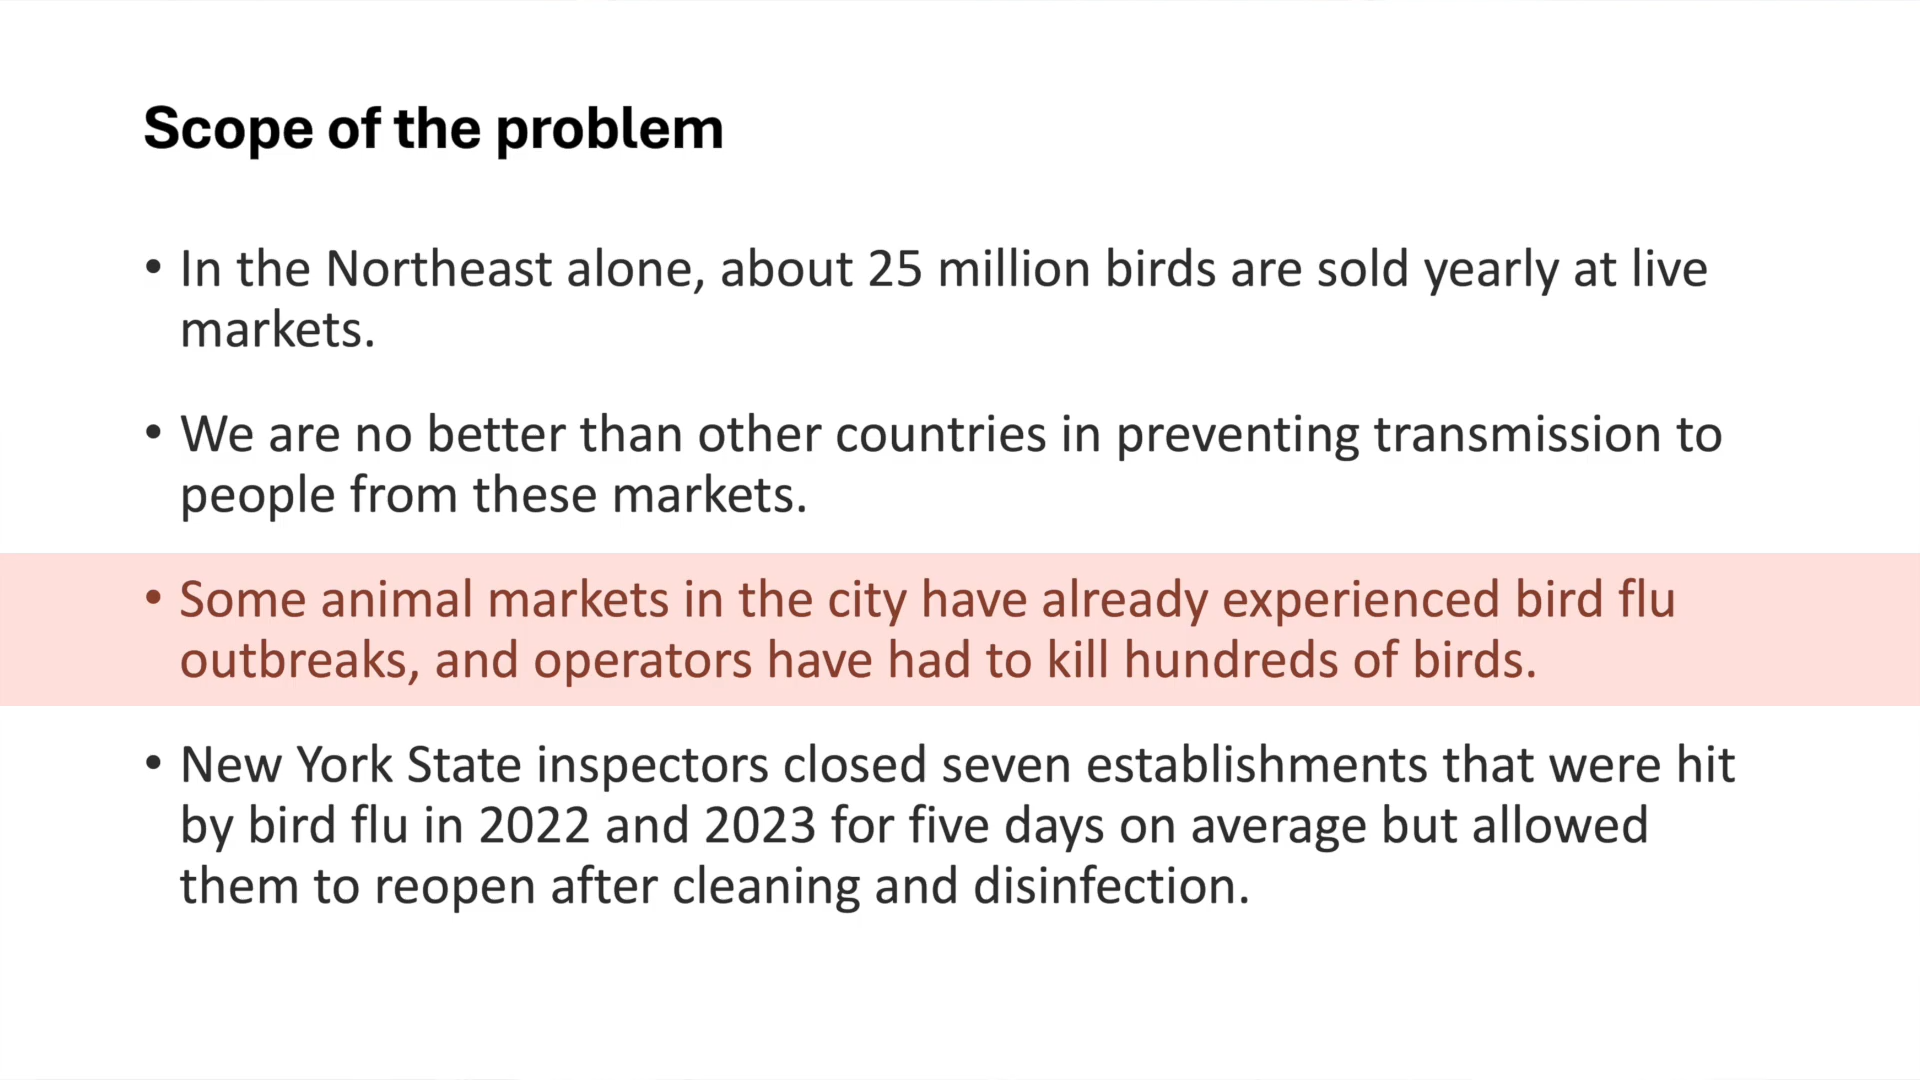 Scope of the problem
• In the Northeast alone, about 25 million birds are sold yearly at live
markets.
• We are no better than other countries in preventing transmission to
people from these markets.
• Some animal markets in the city have already experienced bird flu
outbreaks, and operators have had to kill hundreds of birds.
• New York State inspectors closed seven establishments that were hit
by bird flu in 2022 and 2023 for five days on average but allowed
them to reopen after cleaning and disinfection.